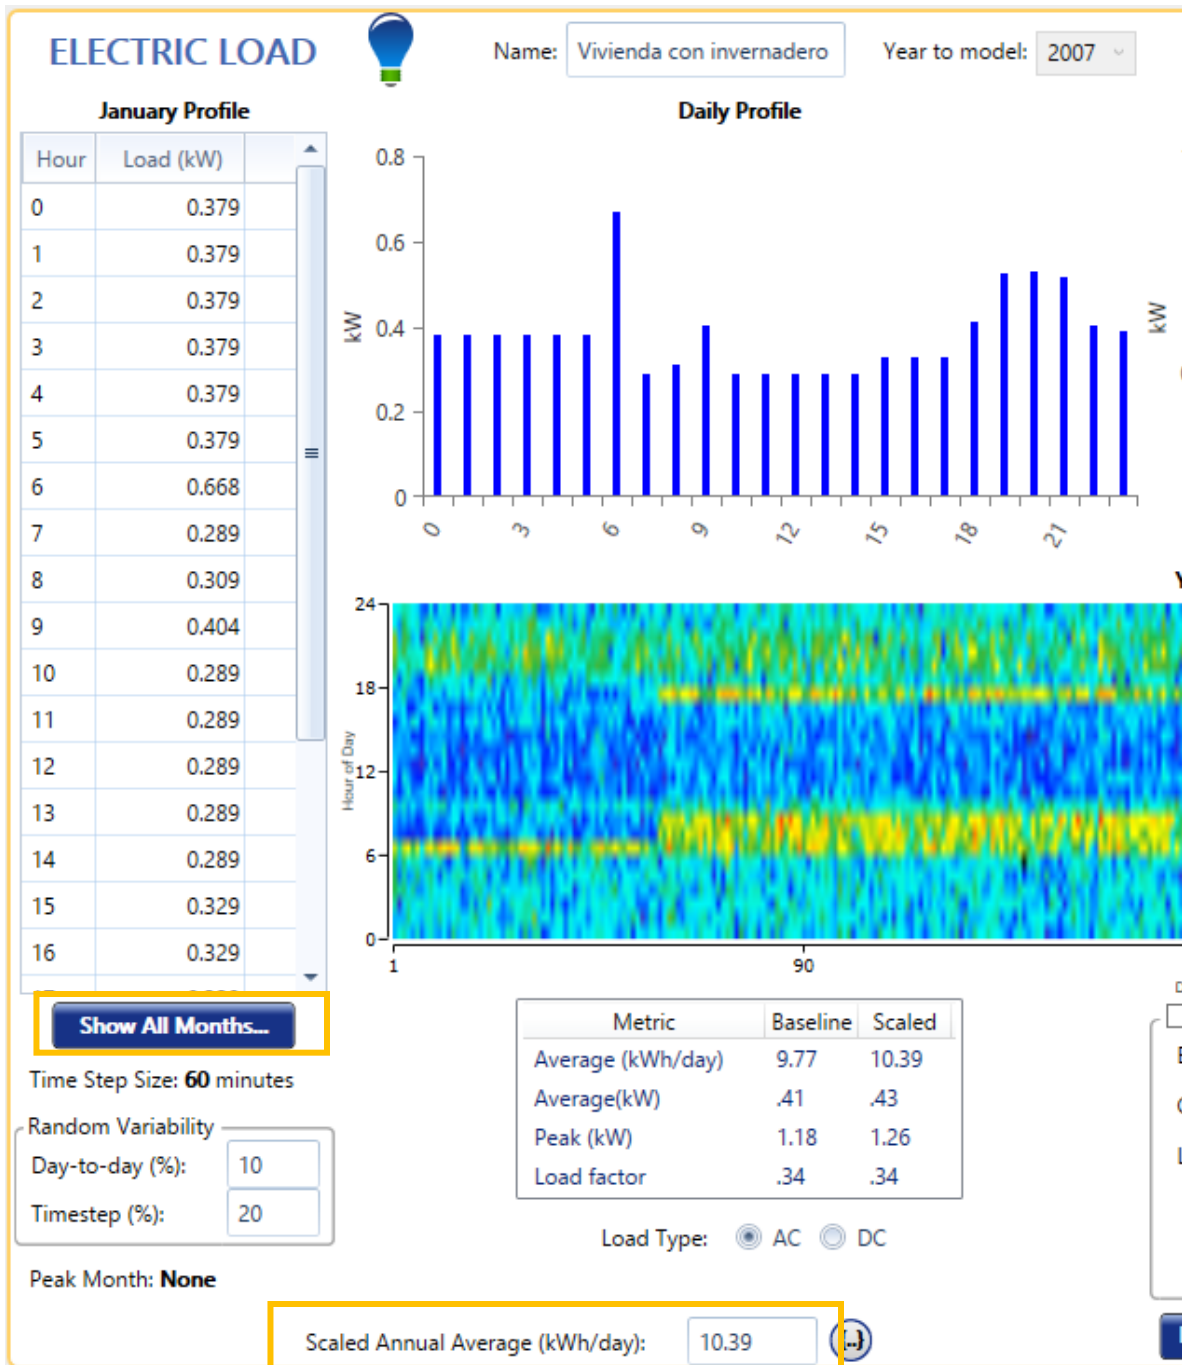 ELECTRIC LOAD
Name: Vivienda con invernadero
Year to model: 2007
January Profile
Hour Load (kW)
0 0.379
1 0.379
2 0.379
3 0.379
4 0.379
5 0.379
6 0.668
7 0.289
8 0.309
9 0.404
10 0.289
11 0.289
12 0.289
13 0.289
14 0.289
15 0.329
16 0.329
Show All Months...
Time Step Size: 60 minutes
Random Variability
Day-to-day (%): 10
Timestep (%): 20
Peak Month: None
Daily Profile
kW
0.8
0.6
0.4
0.2
0
0 3 6 9 12 15 18 21
kW
Hour of Day
24
18
12
6
0
1 90
Metric Baseline Scaled
Average (kWh/day) 9.77 10.39
Average(kW) .41 .43
Peak (kW) 1.18 1.26
Load factor .34 .34
Load Type: AC DC
Scaled Annual Average (kWh/day): 10.39 {..}